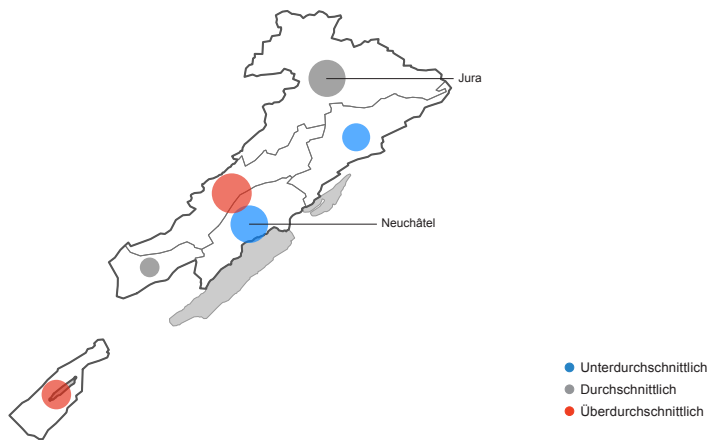 Jura
Neuchâtel
Unterdurchschnittlich
Durchschnittlich
Überdurchschnittlich